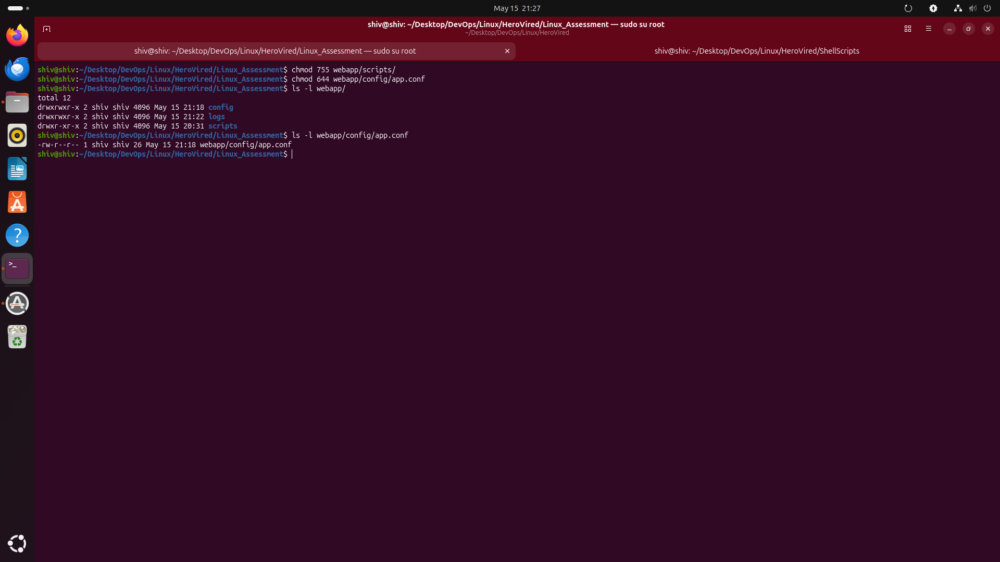 May 15 21:27
shiv@shiv: ~/Desktop/DevOps/Linux/HeroVired/Linux_Assessment — sudo su root
~/Desktop/DevOps/Linux/HeroVired
shiv@shiv: ~/Desktop/DevOps/Linux/HeroVired/Linux_Assessment — sudo su root
shiv@shiv: ~/Desktop/DevOps/Linux/HeroVired/ShellScripts
shiv@shiv:~/Desktop/DevOps/Linux/HeroVired/Linux_Assessment$ chmod 755 webapp/scripts/
shiv@shiv:~/Desktop/DevOps/Linux/HeroVired/Linux_Assessment$ chmod 644 webapp/config/app.conf
shiv@shiv:~/Desktop/DevOps/Linux/HeroVired/Linux_Assessment$ ls -l webapp/
total 12
drwxrwxr-x 2 shiv shiv 4096 May 15 21:18 config
drwxrwxr-x 2 shiv shiv 4096 May 15 21:22 logs
drwxr-xr-x 2 shiv shiv 4096 May 15 20:31 scripts
shiv@shiv:~/Desktop/DevOps/Linux/HeroVired/Linux_Assessment$ ls -l webapp/config/app.conf
-rw-r--r-- 1 shiv shiv 26 May 15 21:18 webapp/config/app.conf
shiv@shiv:~/Desktop/DevOps/Linux/HeroVired/Linux_Assessment$